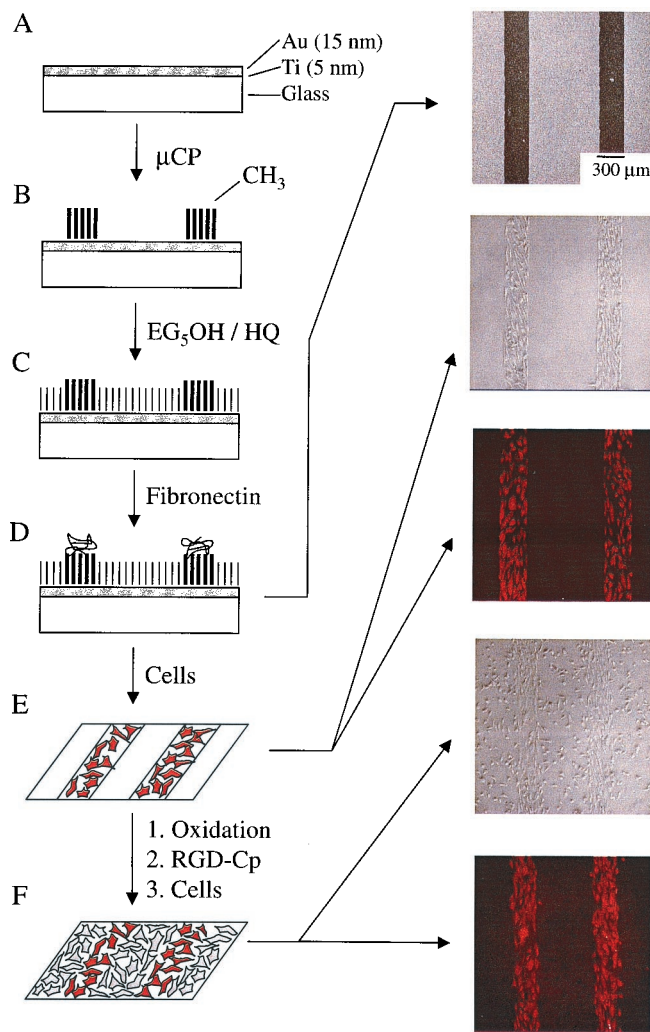 A
Au (15 nm)
Ti (5 nm)
Glass
µCP
B
CH₃
EG₅OH / HQ
C
Fibronectin
D
Cells
E
1. Oxidation
2. RGD-Cp
3. Cells
F
300 µm